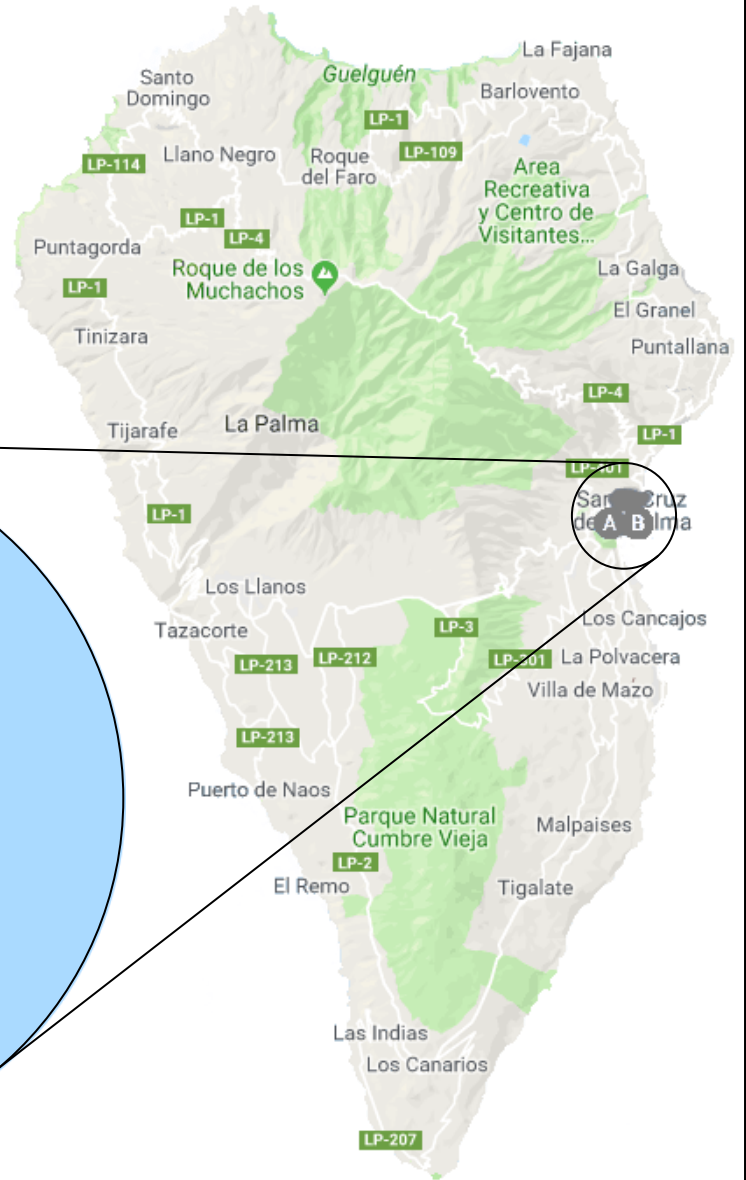 La Fajana
Guelguén
Santo
Domingo
Barlovento
LP-1
LP-109
LP-114
Llano Negro
Roque
del Faro
Area
Recreativa
y Centro de
Visitantes...
LP-1
LP-4
Puntagorda
Roque de los
Muchachos
La Galga
LP-1
El Granel
Tinizara
Puntallana
LP-4
La Palma
Tijarafe
LP-1
LP-1
A
B
Los Llanos
Los Cancajos
Tazacorte
LP-3
LP-213
LP-212
LP-301
La Polvacera
Villa de Mazo
LP-213
Puerto de Naos
Parque Natural
Cumbre Vieja
Malpaises
LP-2
El Remo
Tigalate
Las Indias
Los Canarios
LP-207